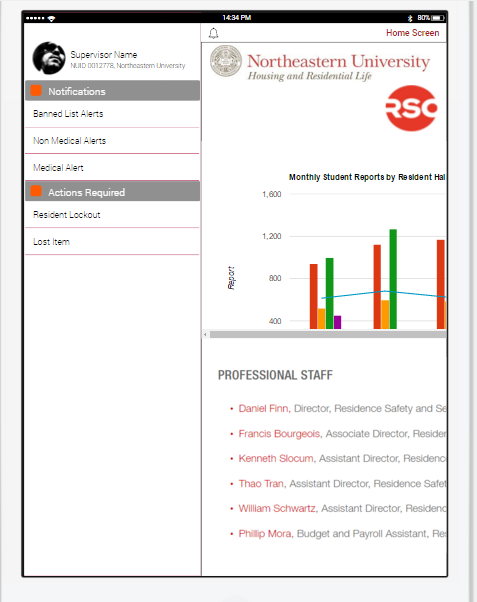 14:34 PM
80%
Home Screen
Supervisor Name
NUID 0012778, Northeastern University
Notifications
Banned List Alerts
Non Medical Alerts
Medical Alert
Actions Required
Resident Lockout
Lost Item
Northeastern University
Housing and Residential Life
RSO
Monthly Student Reports by Resident Hal
1,600
1,200
800
400
Report
PROFESSIONAL STAFF
• Daniel Finn, Director, Residence Safety and Se
• Francis Bourgeois, Associate Director, Residen
• Kenneth Slocum, Assistant Director, Residenc
• Thao Tran, Assistant Director, Residence Safet
• William Schwartz, Assistant Director, Residenc
• Phillip Mora, Budget and Payroll Assistant, Re